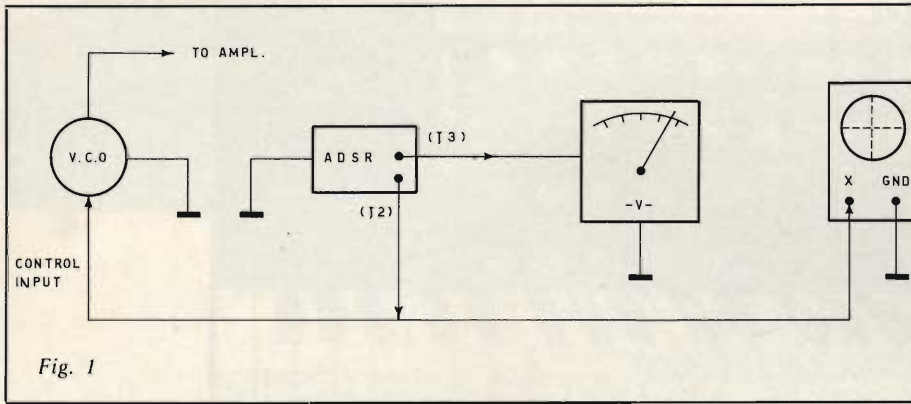 TO AMPL.
V.C.O
ADSR
(J3)
(J2)
-V-
X GND
CONTROL
INPUT
Fig. 1